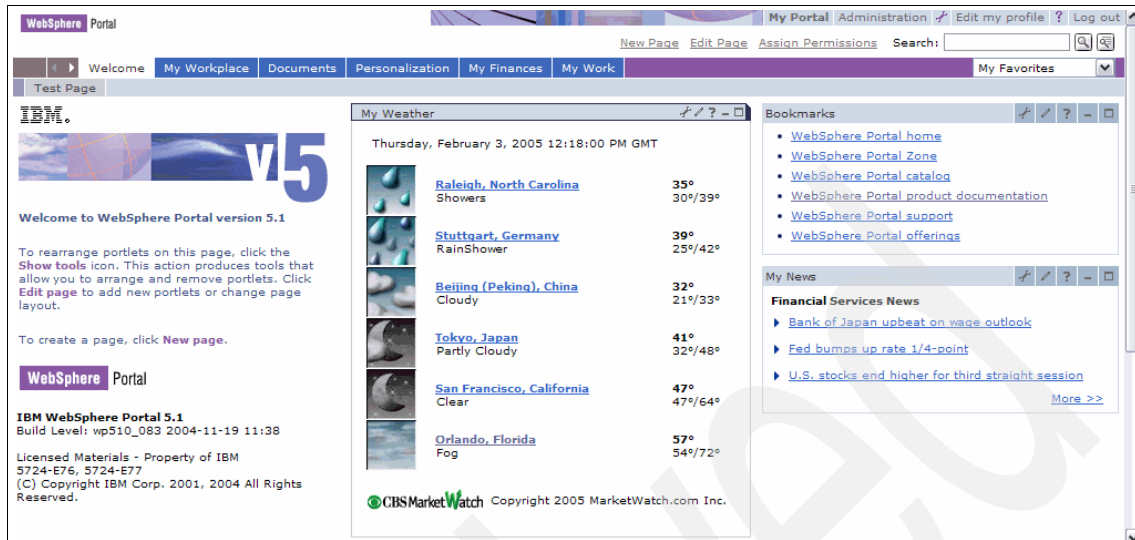 WebSphere Portal
My Portal Administration Edit my profile ? Log out
New Page Edit Page Assign Permissions Search:
Welcome My Workplace Documents Personalization My Finances My Work My Favorites
Test Page
IBM.
v5
Welcome to WebSphere Portal version 5.1
To rearrange portlets on this page, click the
Show tools icon. This action produces tools that
allow you to arrange and remove portlets. Click
Edit page to add new portlets or change page
layout.
To create a page, click New page.
WebSphere Portal
IBM WebSphere Portal 5.1
Build Level: wp510_083 2004-11-19 11:38
Licensed Materials - Property of IBM
5724-E76, 5724-E77
(C) Copyright IBM Corp. 2001, 2004 All Rights
Reserved.
My Weather ?
Thursday, February 3, 2005 12:18:00 PM GMT
Raleigh, North Carolina 35°
Showers 30°/39°
Stuttgart, Germany 39°
RainShower 25°/42°
Beijing (Peking), China 32°
Cloudy 21°/33°
Tokyo, Japan 41°
Partly Cloudy 32°/48°
San Francisco, California 47°
Clear 47°/64°
Orlando, Florida 57°
Fog 54°/72°
CBS MarketWatch Copyright 2005 MarketWatch.com Inc.
Bookmarks ?
WebSphere Portal home
WebSphere Portal Zone
WebSphere Portal catalog
WebSphere Portal product documentation
WebSphere Portal support
WebSphere Portal offerings
My News ?
Financial Services News
Bank of Japan upbeat on wage outlook
Fed bumps up rate 1/4-point
U.S. stocks end higher for third straight session
More >>